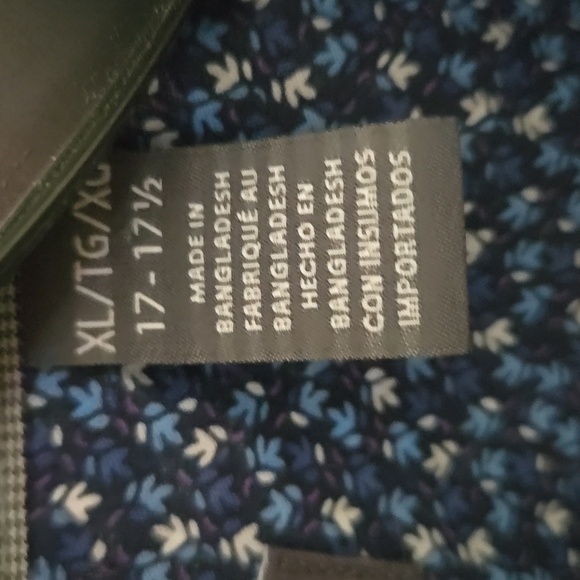 XL/TG/XG
17-17½
MADE IN
BANGLADESH
FABRIQUÉ AU
BANGLADESH
HECHO EN
BANGLADESH
CON INSUMOS
IMPORTADOS